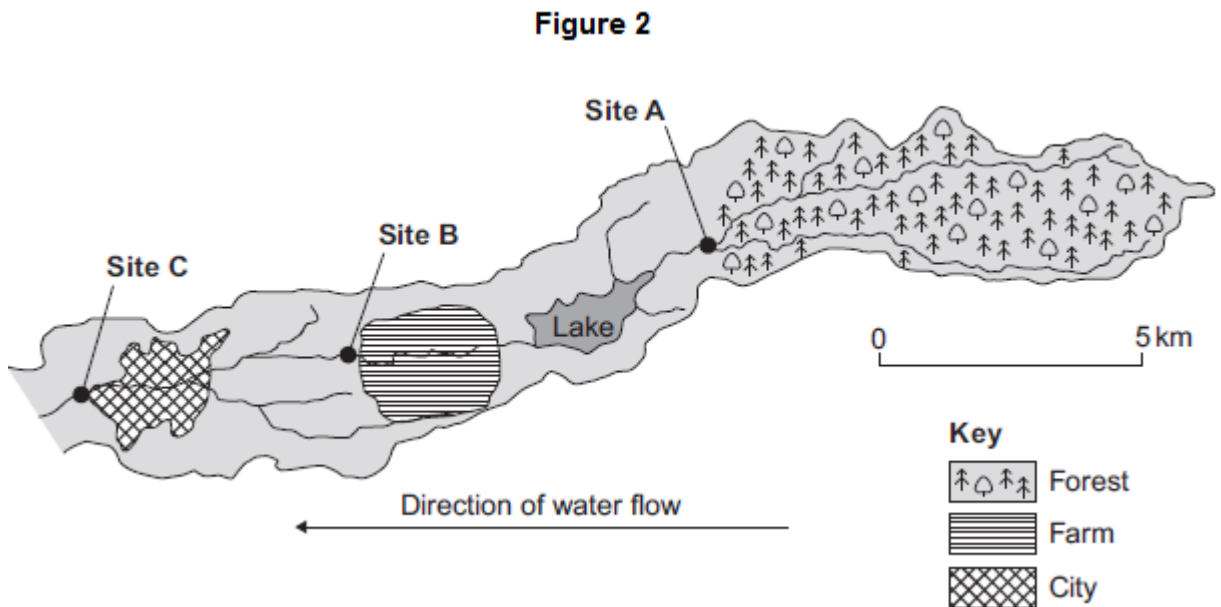 Figure 2
Site A
Site B
Site C
Lake
0 5 km
Direction of water flow
Key
Forest
Farm
City